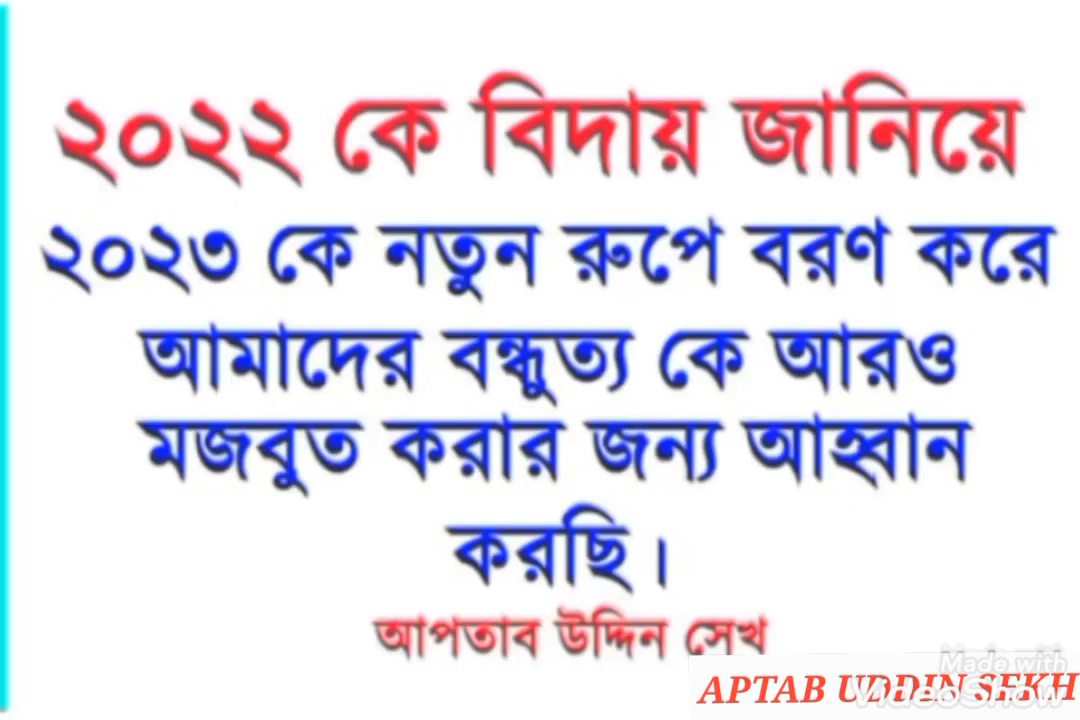 ২০২২ কে বিদায় জানিয়ে
২০২৩ কে নতুন রুপে বরণ করে
আমাদের বন্ধুত্য কে আরও
মজবুত করার জন্য আহ্বান
করছি।
আপতাব উদ্দিন সেখ
Made with
VideoShow
APTAB UDDIN SEKH